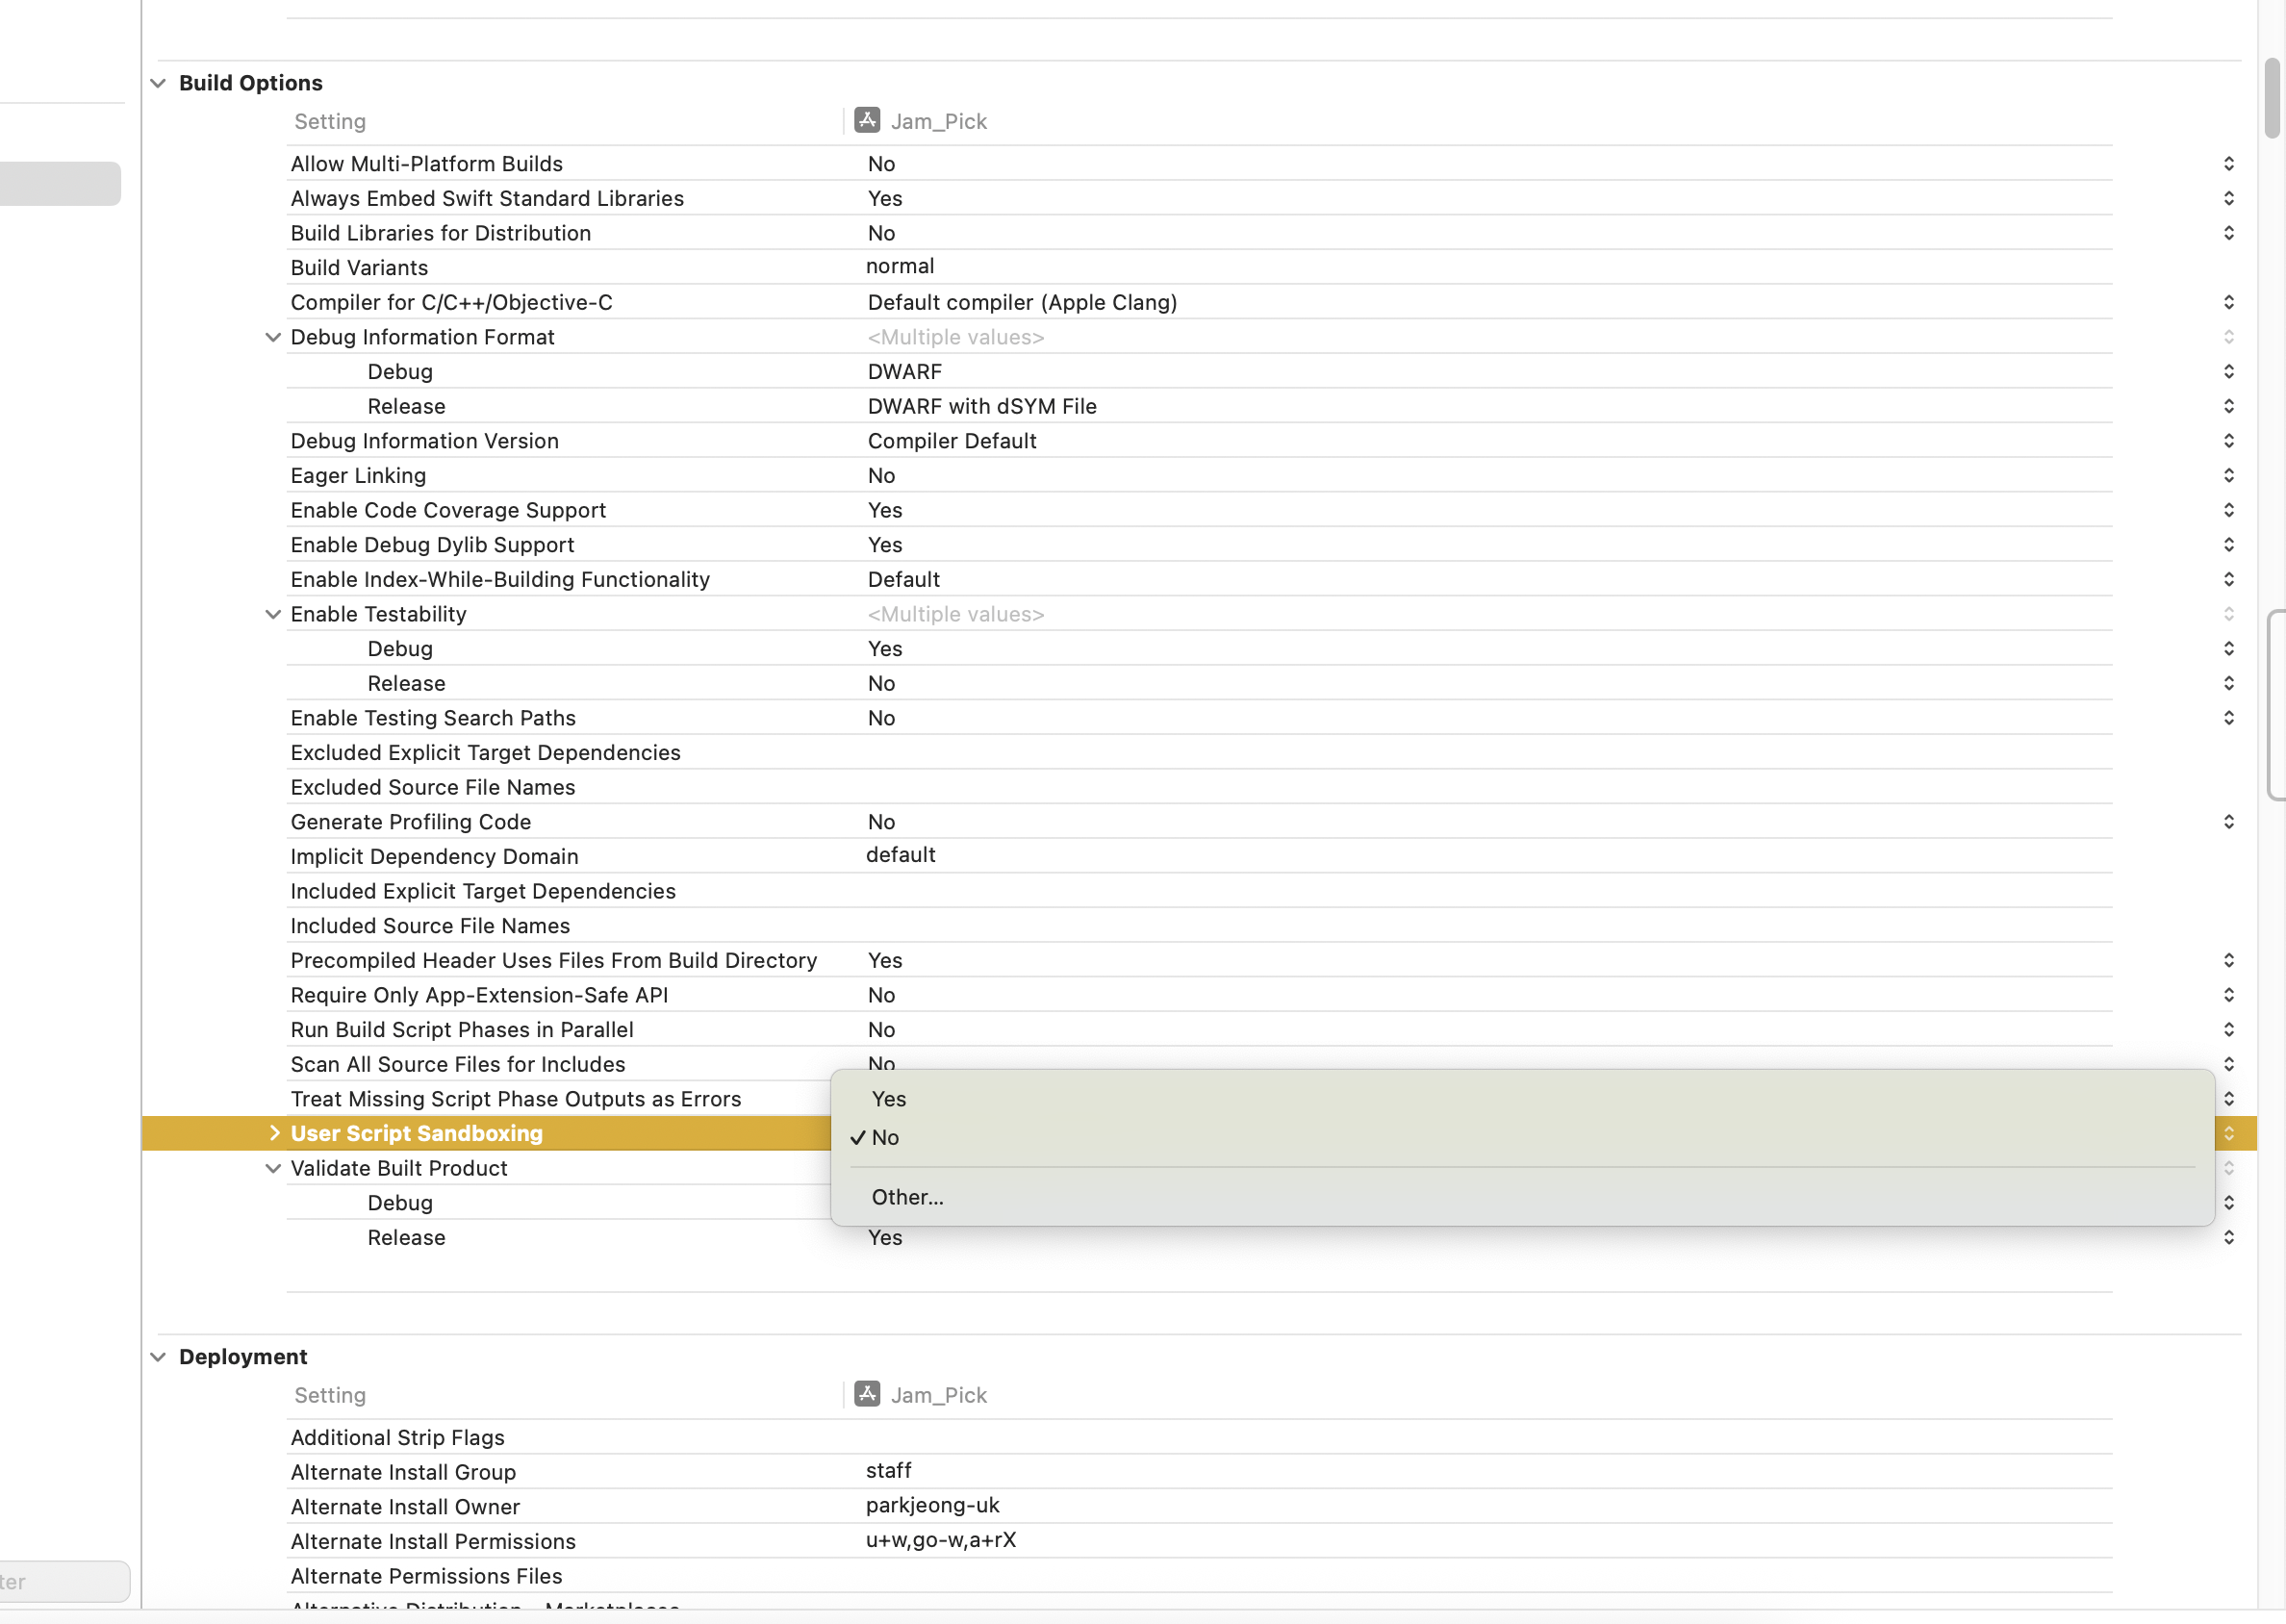 Build Options
Setting Jam_Pick
Allow Multi-Platform Builds No
Always Embed Swift Standard Libraries Yes
Build Libraries for Distribution No
Build Variants normal
Compiler for C/C++/Objective-C Default compiler (Apple Clang)
Debug Information Format <Multiple values>
Debug DWARF
Release DWARF with dSYM File
Debug Information Version Compiler Default
Eager Linking No
Enable Code Coverage Support Yes
Enable Debug Dylib Support Yes
Enable Index-While-Building Functionality Default
Enable Testability <Multiple values>
Debug Yes
Release No
Enable Testing Search Paths No
Excluded Explicit Target Dependencies
Excluded Source File Names
Generate Profiling Code No
Implicit Dependency Domain default
Included Explicit Target Dependencies
Included Source File Names
Precompiled Header Uses Files From Build Directory Yes
Require Only App-Extension-Safe API No
Run Build Script Phases in Parallel No
Scan All Source Files for Includes No
Treat Missing Script Phase Outputs as Errors Yes
User Script Sandboxing ✓ No
Validate Built Product
Debug Other...
Release Yes
Deployment
Setting Jam_Pick
Additional Strip Flags
Alternate Install Group staff
Alternate Install Owner parkjeong-uk
Alternate Install Permissions u+w,go-w,a+rX
Alternate Permissions Files
ter
Alternative Distribution - Marketplaces